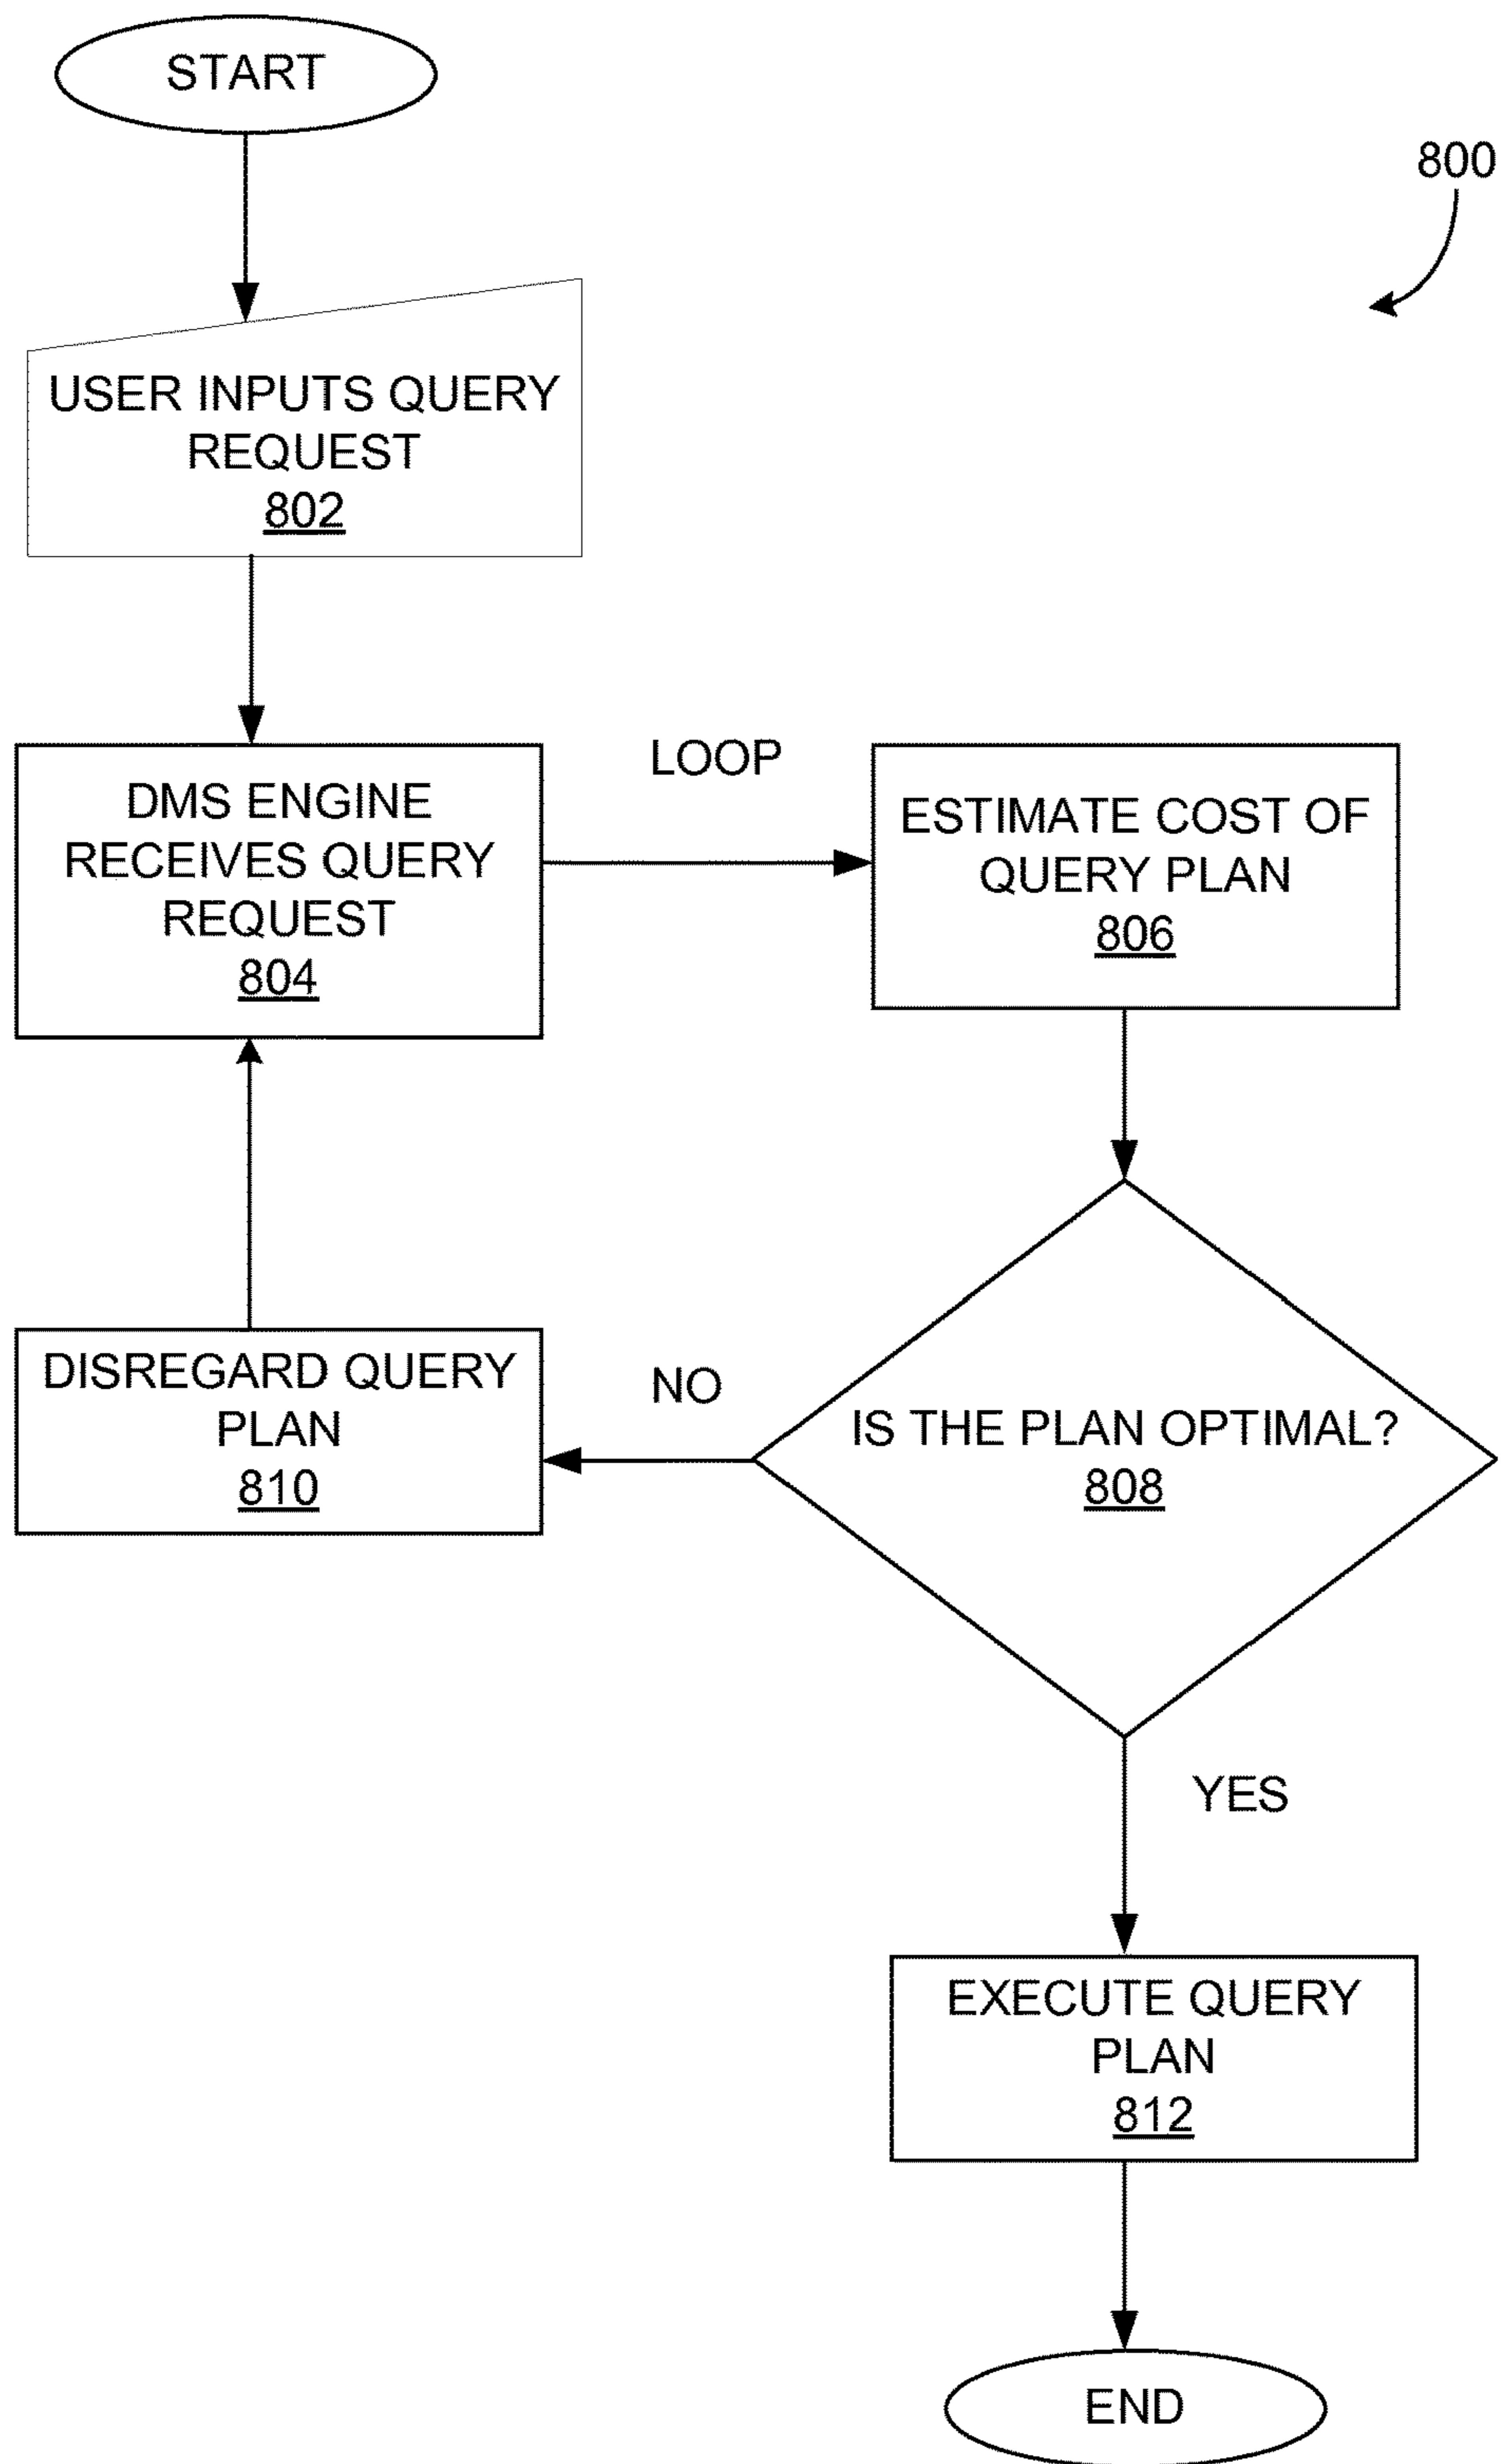 START
800
USER INPUTS QUERY
REQUEST
802
DMS ENGINE
RECEIVES QUERY
REQUEST
804
LOOP
ESTIMATE COST OF
QUERY PLAN
806
DISREGARD QUERY
PLAN
810
NO
IS THE PLAN OPTIMAL?
808
YES
EXECUTE QUERY
PLAN
812
END